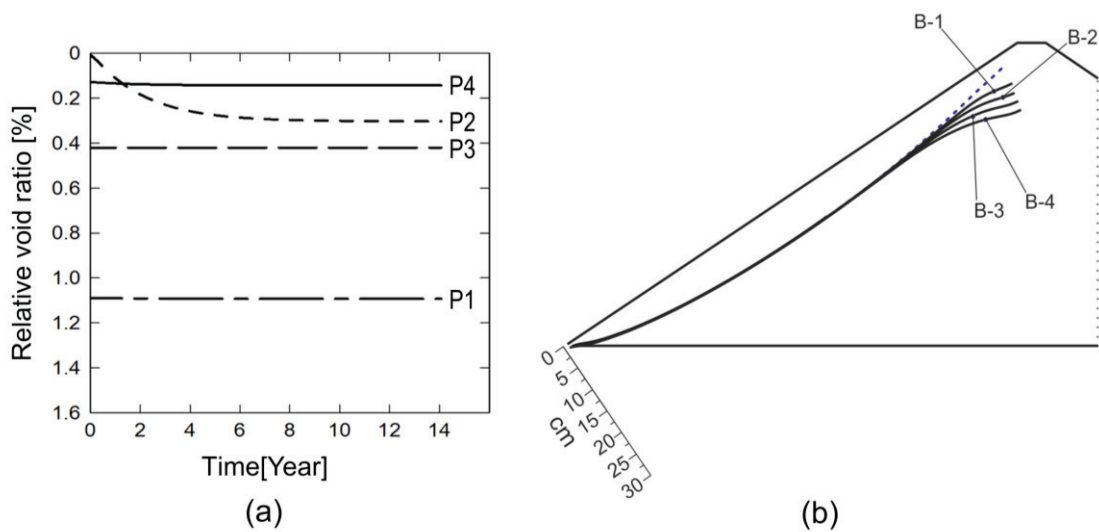 0
0.2
0.4
0.6
0.8
1.0
1.2
1.4
1.6
Relative void ratio [%]
P4
P2
P3
P1
0 2 4 6 8 10 12 14
Time[Year]
(a)
B-1
B-2
B-3
B-4
0
5
10
15
20
25
30
cm
(b)